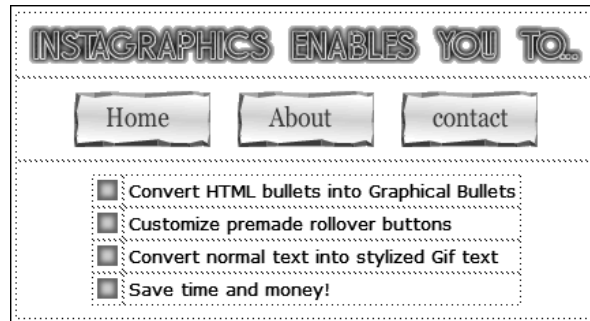 INSTAGRAPHICS ENABLES YOU TO...
Home About contact
Convert HTML bullets into Graphical Bullets
Customize premade rollover buttons
Convert normal text into stylized Gif text
Save time and money!